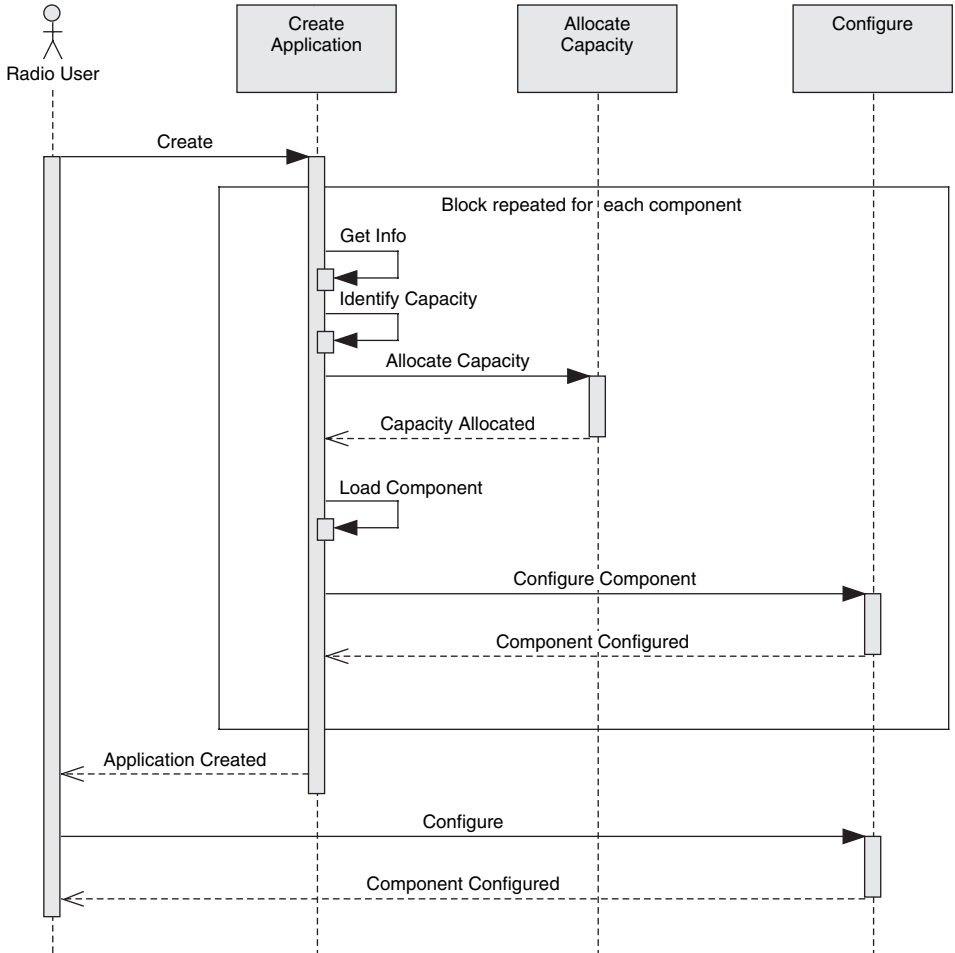 Radio User
Create
Application
Allocate
Capacity
Configure
Create
Block repeated for each component
Get Info
Identify Capacity
Allocate Capacity
Capacity Allocated
Load Component
Configure Component
Component Configured
Application Created
Configure
Component Configured